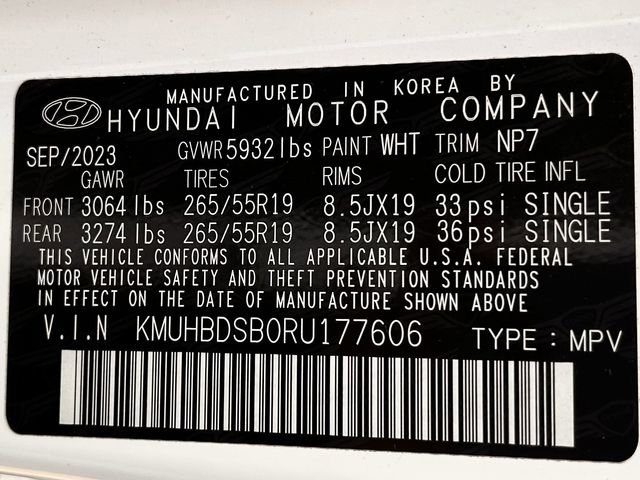 MANUFACTURED IN KOREA BY
HYUNDAI MOTOR COMPANY
SEP/2023 GVWR 5932lbs PAINT WHT TRIM NP7
GAWR TIRES RIMS COLD TIRE INFL
FRONT 3064lbs 265/55R19 8.5JX19 33psi SINGLE
REAR 3274lbs 265/55R19 8.5JX19 36psi SINGLE
THIS VEHICLE CONFORMS TO ALL APPLICABLE U.S.A. FEDERAL
MOTOR VEHICLE SAFETY AND THEFT PREVENTION STANDARDS
IN EFFECT ON THE DATE OF MANUFACTURE SHOWN ABOVE
V.I.N KMUHBDSB0RU177606 TYPE : MPV